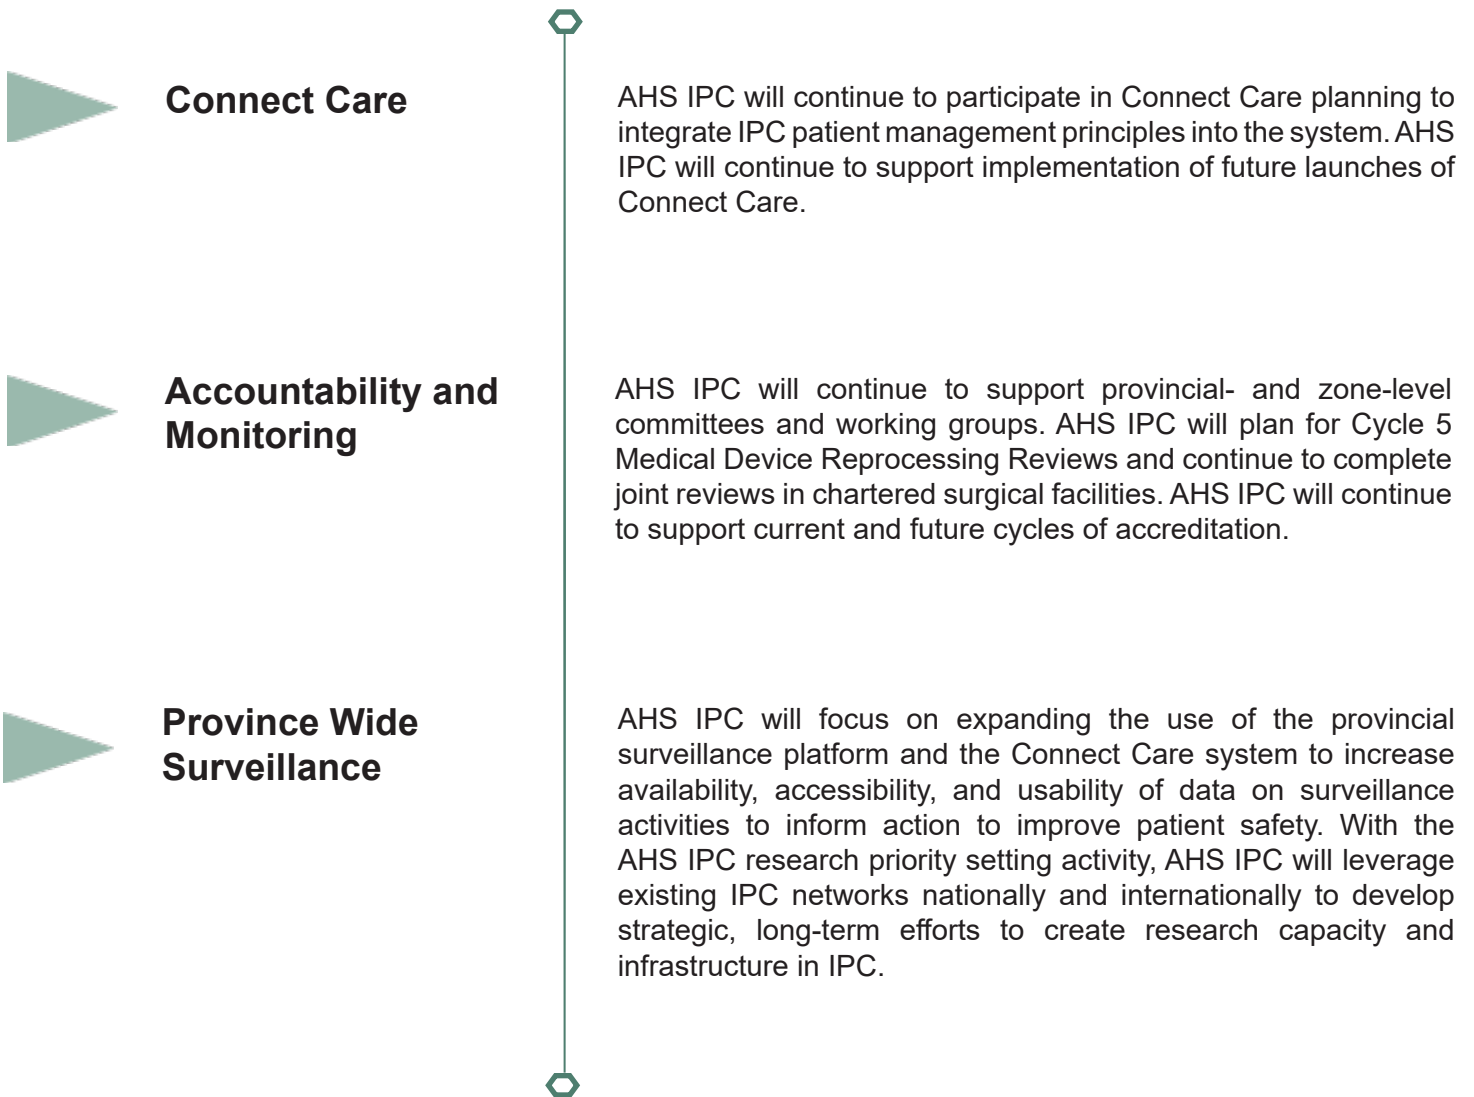 Connect Care
AHS IPC will continue to participate in Connect Care planning to
integrate IPC patient management principles into the system. AHS
IPC will continue to support implementation of future launches of
Connect Care.
Accountability and
Monitoring
AHS IPC will continue to support provincial- and zone-level
committees and working groups. AHS IPC will plan for Cycle 5
Medical Device Reprocessing Reviews and continue to complete
joint reviews in chartered surgical facilities. AHS IPC will continue
to support current and future cycles of accreditation.
Province Wide
Surveillance
AHS IPC will focus on expanding the use of the provincial
surveillance platform and the Connect Care system to increase
availability, accessibility, and usability of data on surveillance
activities to inform action to improve patient safety. With the
AHS IPC research priority setting activity, AHS IPC will leverage
existing IPC networks nationally and internationally to develop
strategic, long-term efforts to create research capacity and
infrastructure in IPC.